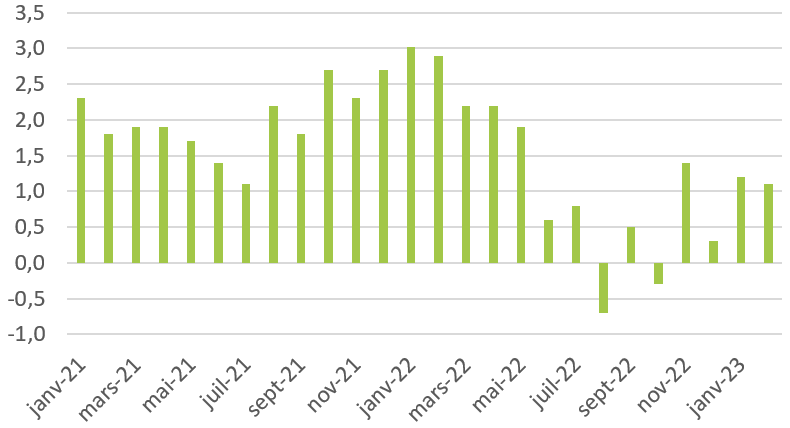 3,5
3,0
2,5
2,0
1,5
1,0
0,5
0,0
-0,5
-1,0
janv-21
mars-21
mai-21
juil-21
sept-21
nov-21
janv-22
mars-22
mai-22
juil-22
sept-22
nov-22
janv-23